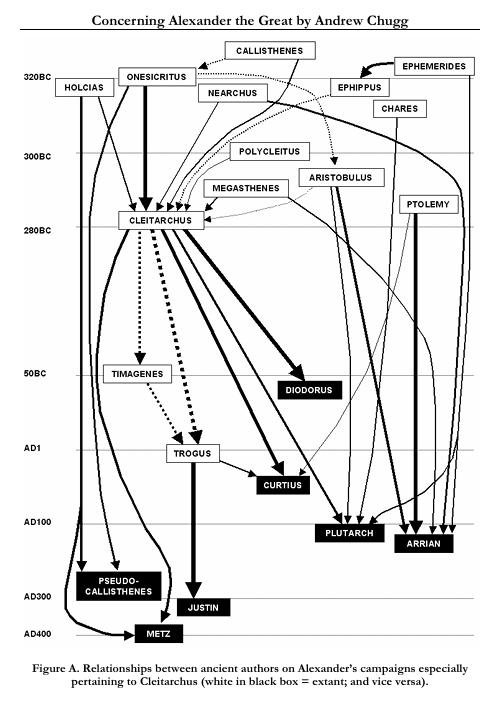 Concerning Alexander the Great by Andrew Chugg
CALLISTHENES
EPHEMERIDES
320BC
ONESICRITUS
HOLCIAS
NEARCHUS
EPHIPPUS
CHARES
300BC
POLYCLEITUS
ARISTOBULUS
MEGASTHENES
PTOLEMY
CLEITARCHUS
280BC
50BC
TIMAGENES
DIODORUS
AD1
TROGUS
CURTIUS
AD100
PLUTARCH
ARRIAN
PSEUDO-
CALLISTHENES
AD300
JUSTIN
AD400
METZ
Figure A. Relationships between ancient authors on Alexander's campaigns especially
pertaining to Cleitarchus (white in black box = extant; and vice versa).